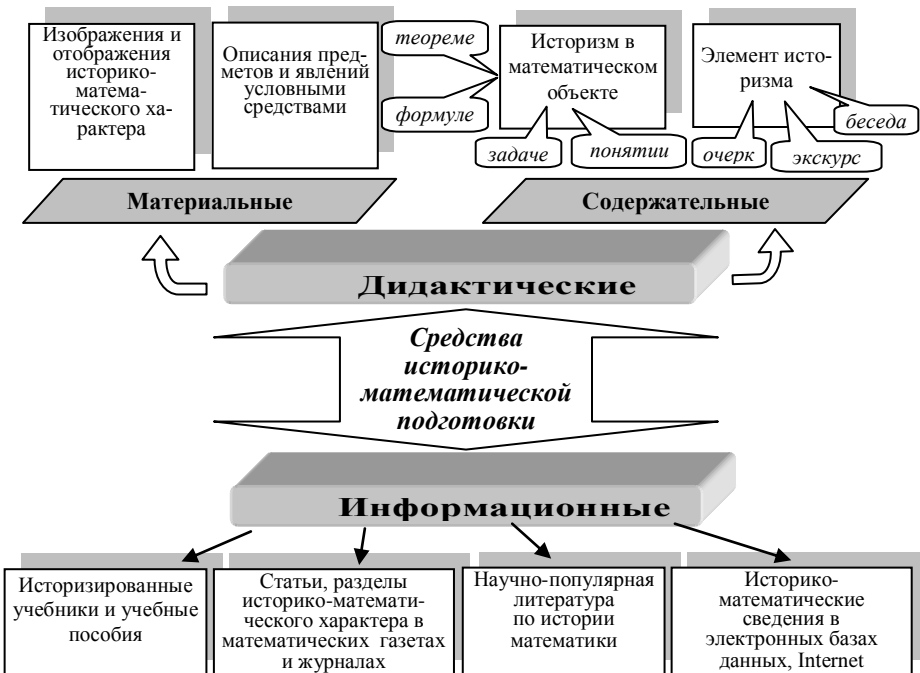 Изображения и
отображения
историко-
матема-
тического ха-
рактера
Описания пред-
метов и явлений
условными
средствами
теореме
формуле
Историзм в
математическом
объекте
задаче
понятии
Элемент исто-
ризма
беседа
очерк
экскурс
Материальные
Содержательные
Дидактические
Средства
историко-
математической
подготовки
Информационные
Историзированные
учебники и учебные
пособия
Статьи, разделы
историко-математи-
ческого характера в
математических газетах
и журналах
Научно-популярная
литература
по истории
математики
Историко-
математические
сведения в
электронных базах
данных, Internet